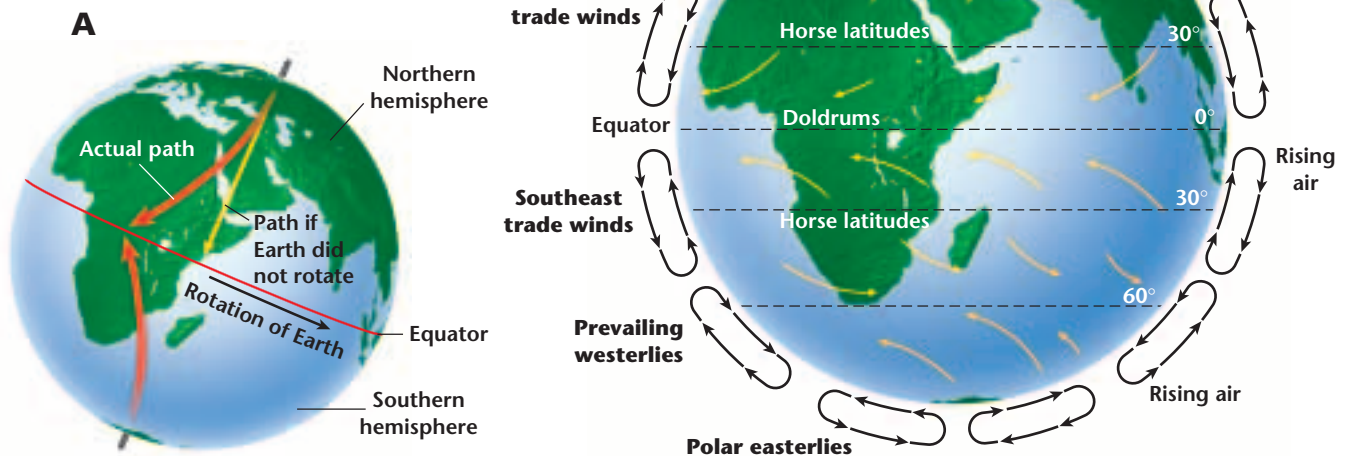 A
Northern
hemisphere
Actual path
Path if
Earth did
not rotate
Rotation of Earth
Equator
Southern
hemisphere
trade winds
Horse latitudes
30°
Equator
Doldrums
0°
Rising
air
Southeast
trade winds
30°
Horse latitudes
60°
Prevailing
westerlies
Rising air
Polar easterlies